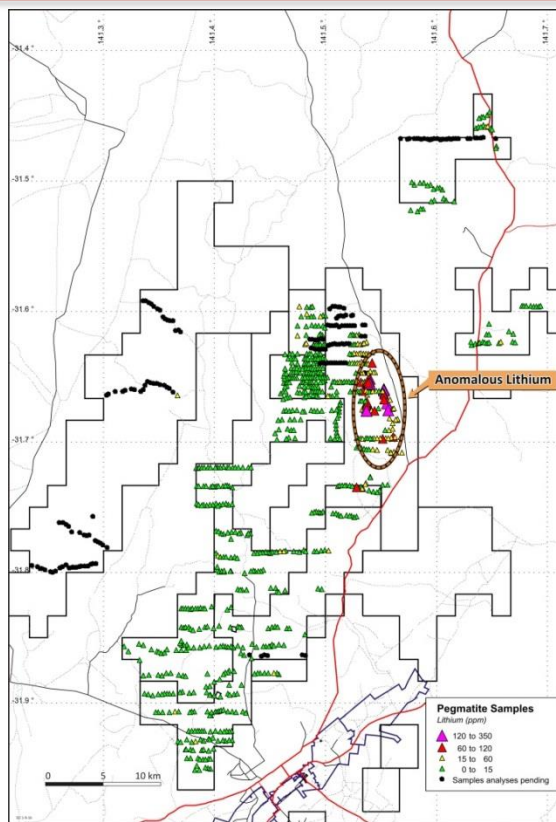 141.3
141.4
141.5
141.6
141.7
-31.4
-31.5
-31.6
Anomalous Lithium
-31.7
-31.8
-31.9
Pegmatite Samples
Lithium (ppm)
120 to 350
60 to 120
15 to 60
0 to 15
Samples analyses pending
0 5 10 km